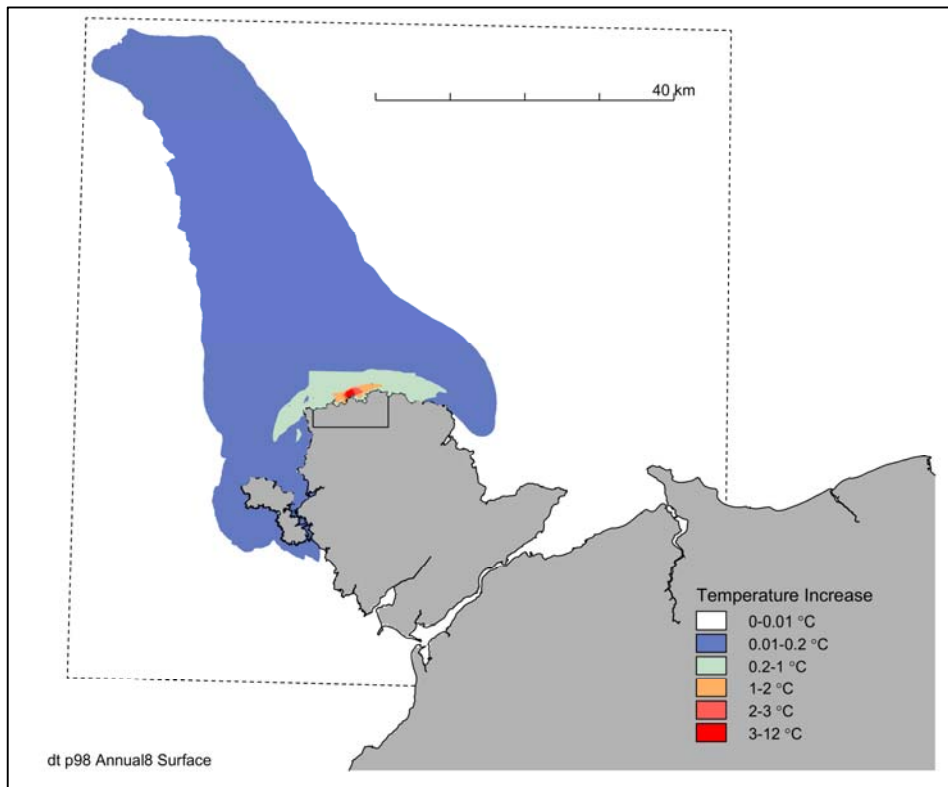 40 km
Temperature Increase
0-0.01 °C
0.01-0.2 °C
0.2-1 °C
1-2 °C
2-3 °C
3-12 °C
dt p98 Annual8 Surface